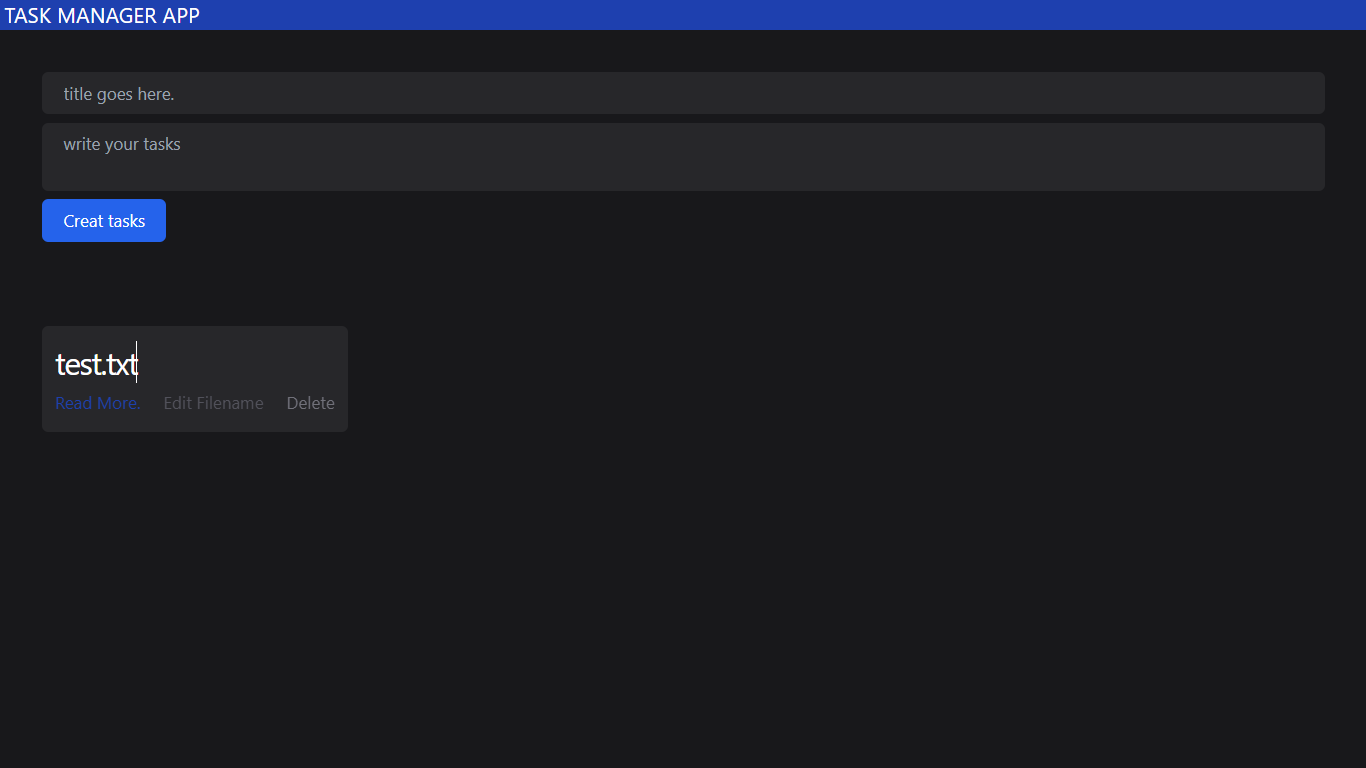 TASK MANAGER APP
title goes here.
write your tasks
Creat tasks
test.txt
Read More. Edit Filename Delete